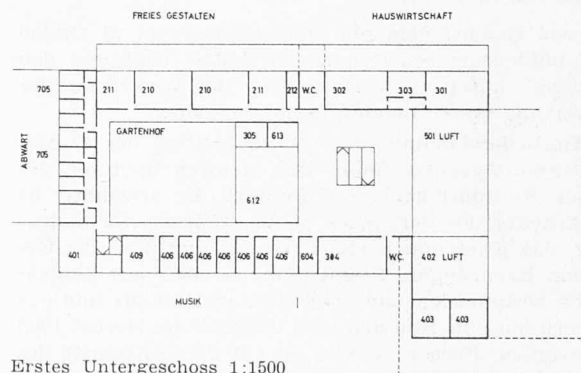 FREIES GESTALTEN HAUSWIRTSCHAFT
705 211 210 210 211 212 W.C. 302 303 301
GARTENHOF 305 613 501 LUFT
ABWART
705
612
401 409 406 406 406 406 406 406 604 304 W.C. 402 LUFT
MUSIK
403 403
Erstes Untergeschoss 1:1500